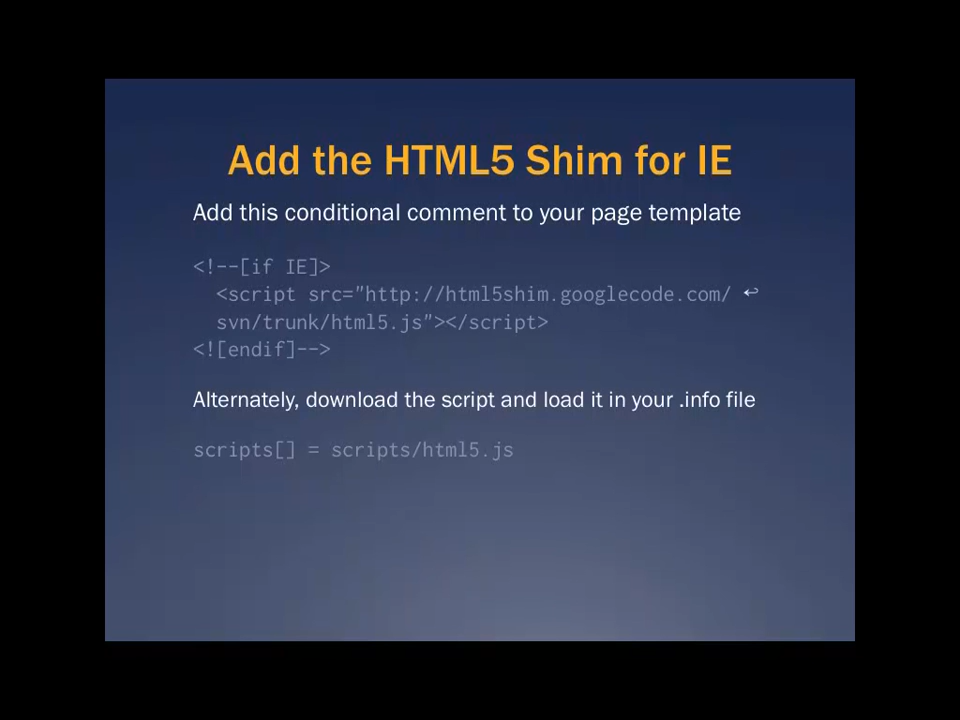 Add the HTML5 Shim for IE
Add this conditional comment to your page template
<!--[if IE]>
<script src="http://html5shim.googlecode.com/ ↩
svn/trunk/html5.js"></script>
<![endif]-->
Alternately, download the script and load it in your .info file
scripts[] = scripts/html5.js